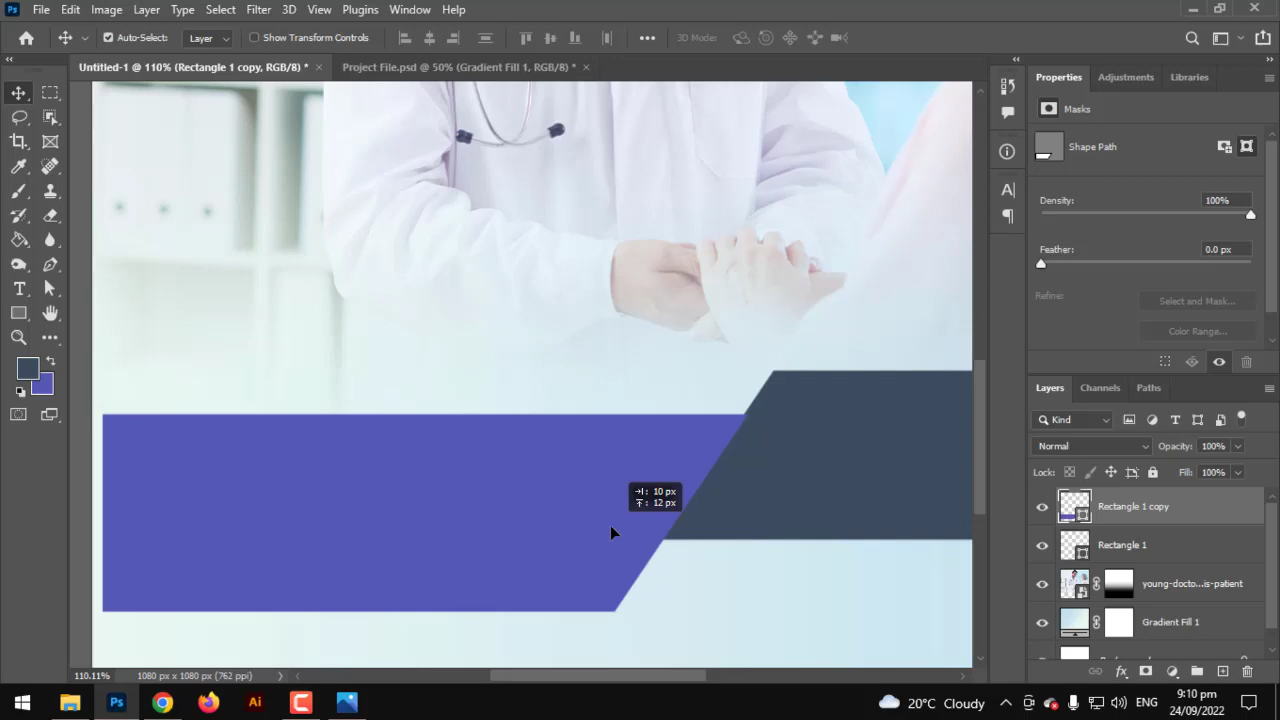 Ps File Edit Image Layer Type Select Filter 3D View Plugins Window Help
Auto-Select: Layer Show Transform Controls 3D Mode:
Untitled-1 @ 110% (Rectangle 1 copy, RGB/8) * × Project File.psd @ 50% (Gradient Fill 1, RGB/8) * ×
Properties Adjustments Libraries
Masks
Shape Path
Density: 100%
Feather: 0.0 px
Refine: Select and Mask...
Color Range...
Layers Channels Paths
Kind
Normal Opacity: 100%
Lock: Fill: 100%
Rectangle 1 copy
Rectangle 1
young-docto...is-patient
Gradient Fill 1
: 10 px
: 12 px
110.11% 1080 px x 1080 px (762 ppi)
Ps Ai 20°C Cloudy ENG 9:10 pm
24/09/2022